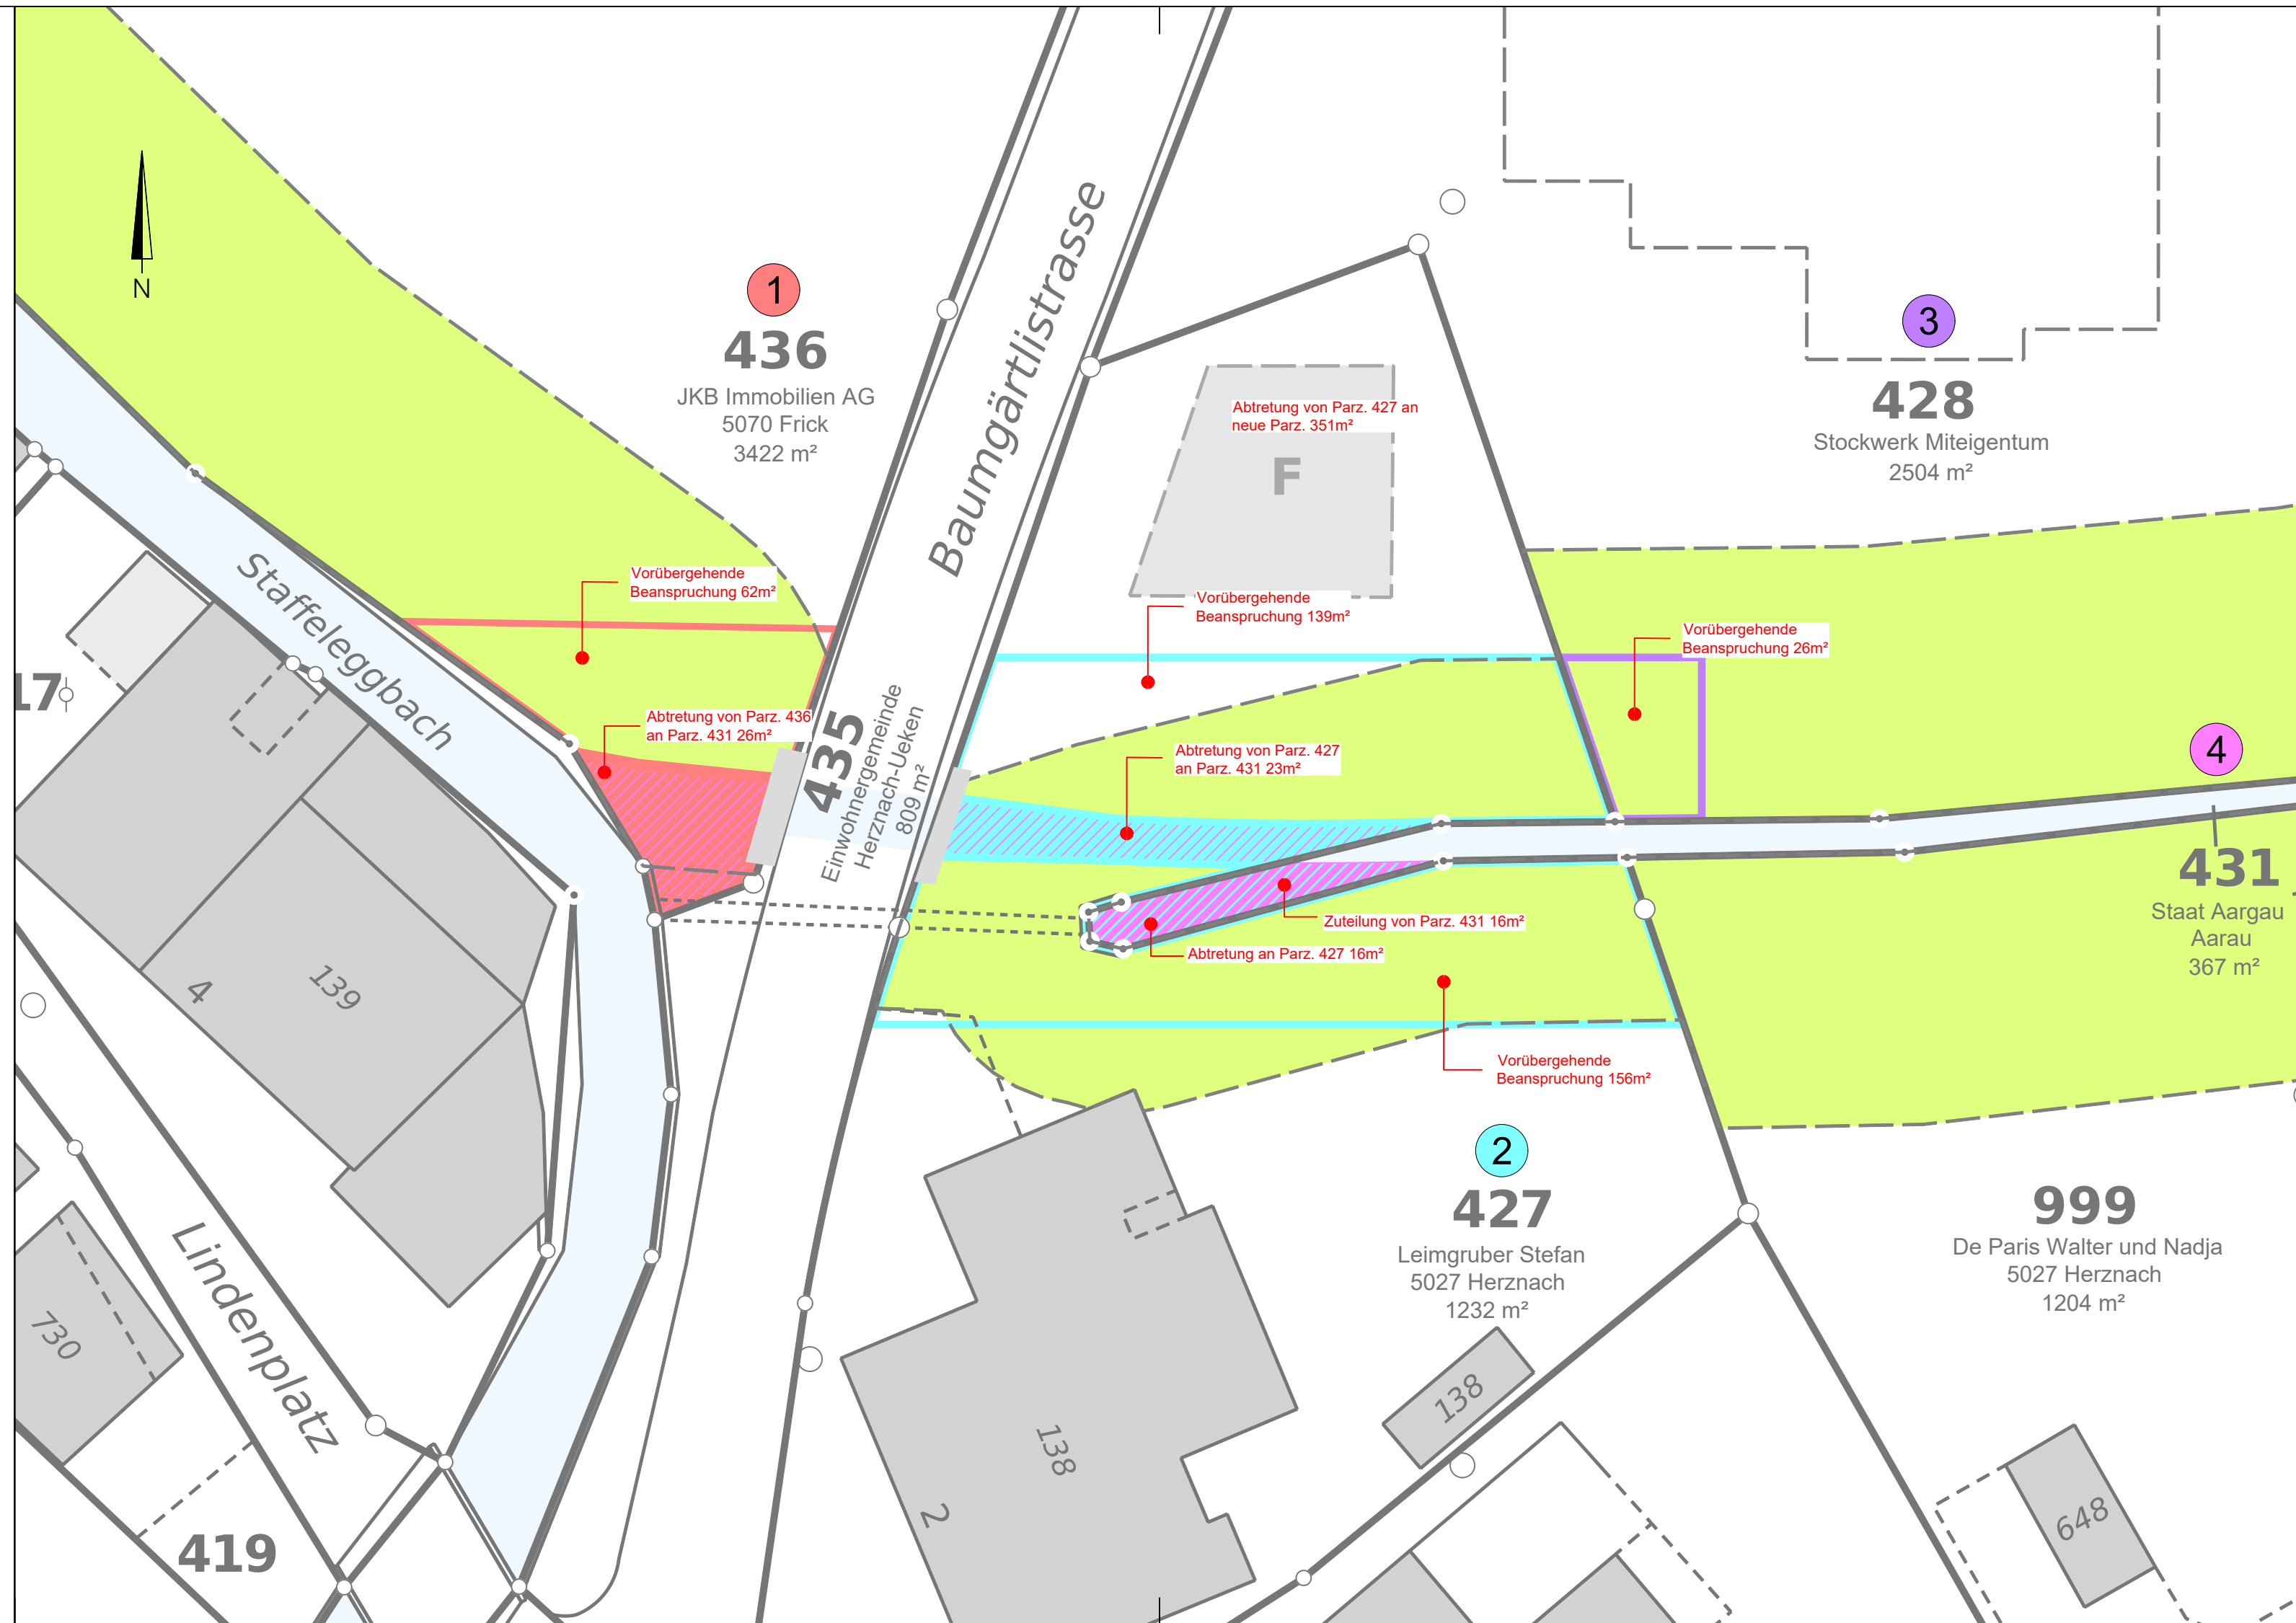 N
1
436
JKB Immobilien AG
5070 Frick
3422 m²
Baumgärtlistrasse
3
428
Stockwerk Miteigentum
2504 m²
Abtretung von Parz. 427 an
neue Parz. 351m²
F
Staffeleggbach
Vorübergehende
Beanspruchung 62m²
Vorübergehende
Beanspruchung 139m²
Vorübergehende
Beanspruchung 26m²
17
Abtretung von Parz. 436
an Parz. 431 26m²
435
Einwohnergemeinde
Herznach-Ueken
809 m²
Abtretung von Parz. 427
an Parz. 431 23m²
4
431
Staat Aargau
Aarau
367 m²
Zuteilung von Parz. 431 16m²
Abtretung an Parz. 427 16m²
4
139
Vorübergehende
Beanspruchung 156m²
2
427
Leimgruber Stefan
5027 Herznach
1232 m²
999
De Paris Walter und Nadja
5027 Herznach
1204 m²
Lindenplatz
730
138
138
2
648
419